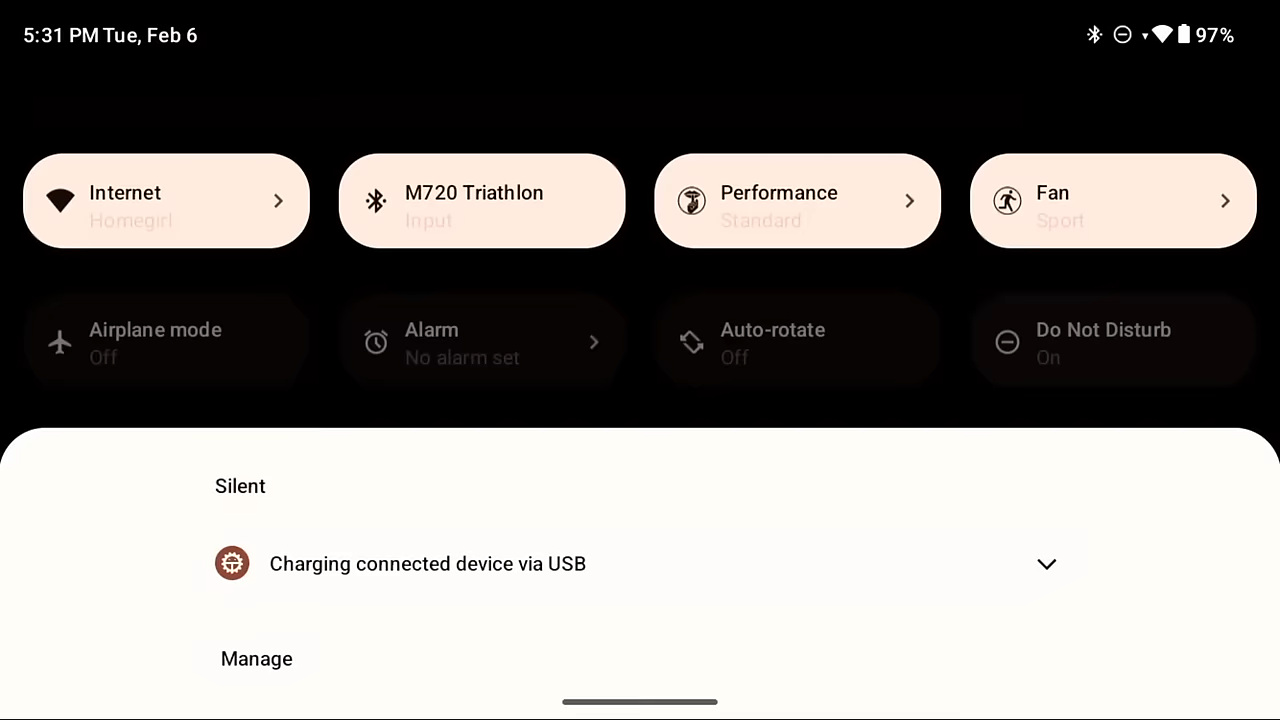 5:31 PM Tue, Feb 6
97%
Internet
Homegirl
M720 Triathlon
Input
Performance
Standard
Fan
Sport
Airplane mode
Off
Alarm
No alarm set
Auto-rotate
Off
Do Not Disturb
On
Silent
Charging connected device via USB
Manage